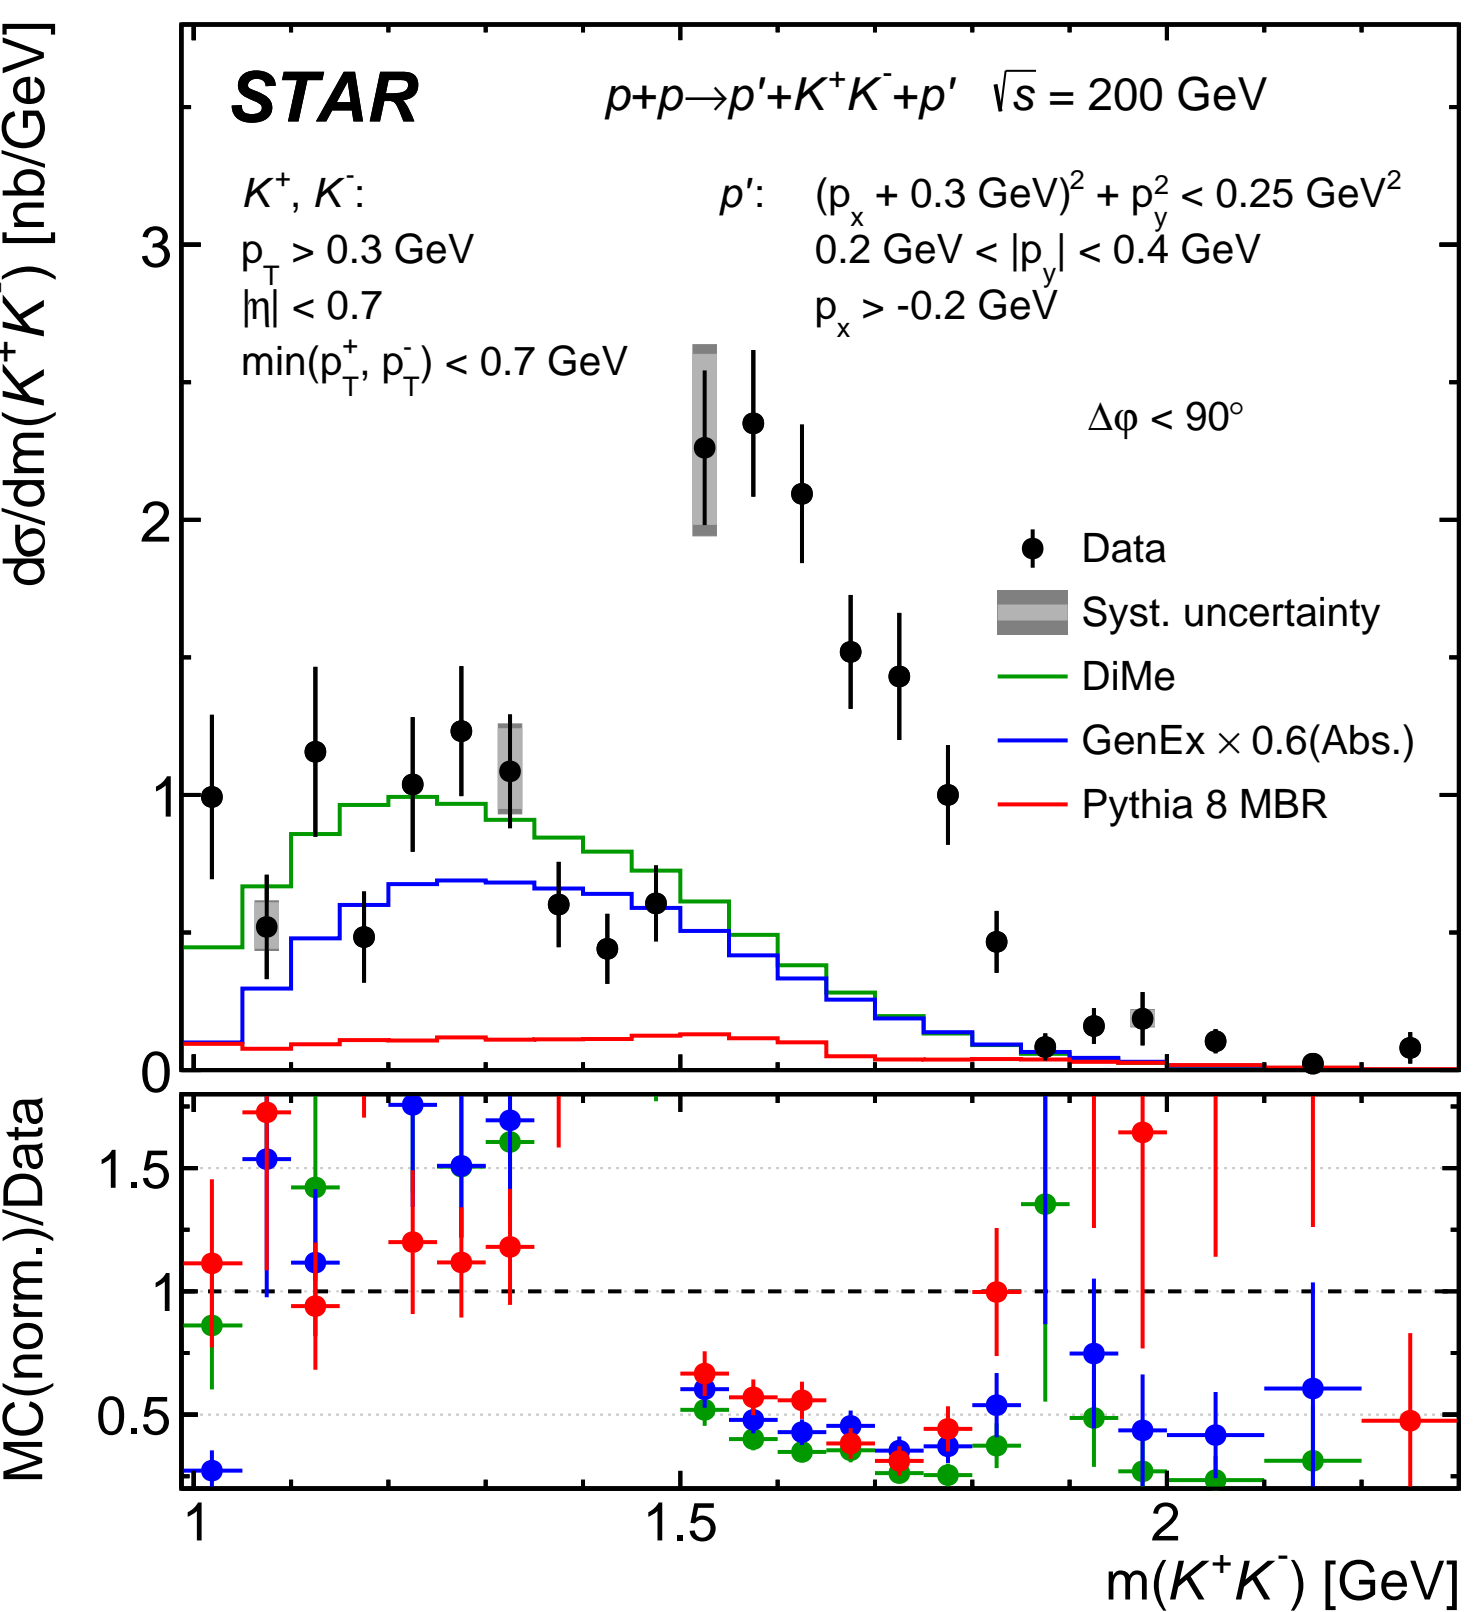 dσ/dm(K⁺K⁻) [nb/GeV]
STAR
p+p→p′+K⁺K⁻+p′ √s = 200 GeV
K⁺, K⁻:
p_T > 0.3 GeV
|η| < 0.7
min(p_T⁺, p_T⁻) < 0.7 GeV
p′: (p_x + 0.3 GeV)² + p_y² < 0.25 GeV²
0.2 GeV < |p_y| < 0.4 GeV
p_x > -0.2 GeV
Δφ < 90°
Data
Syst. uncertainty
DiMe
GenEx × 0.6(Abs.)
Pythia 8 MBR
3
2
1
0
MC(norm.)/Data
1.5
1
0.5
1 1.5 2
m(K⁺K⁻) [GeV]